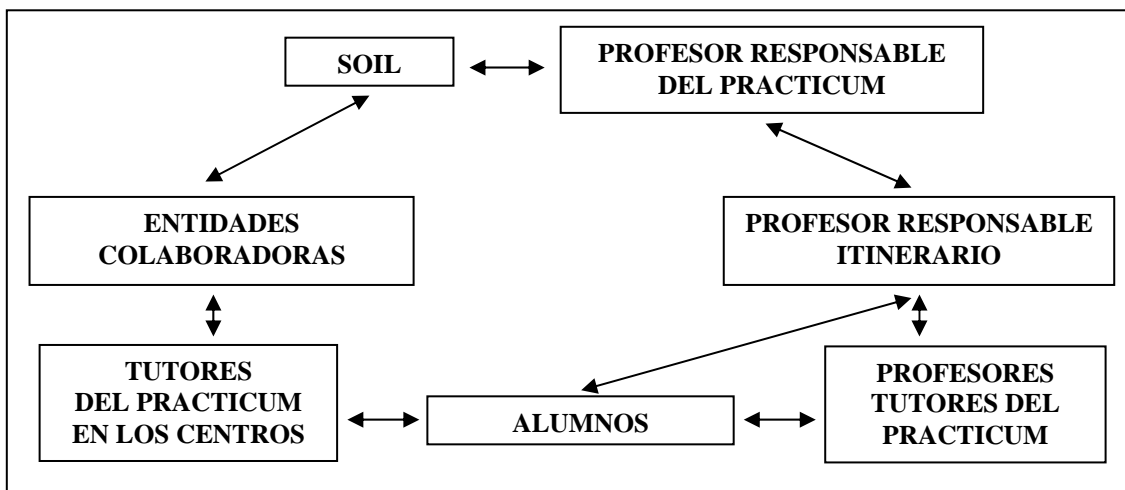 SOIL
PROFESOR RESPONSABLE
DEL PRACTICUM
ENTIDADES
COLABORADORAS
PROFESOR RESPONSABLE
ITINERARIO
TUTORES
DEL PRACTICUM
EN LOS CENTROS
ALUMNOS
PROFESORES
TUTORES DEL
PRACTICUM